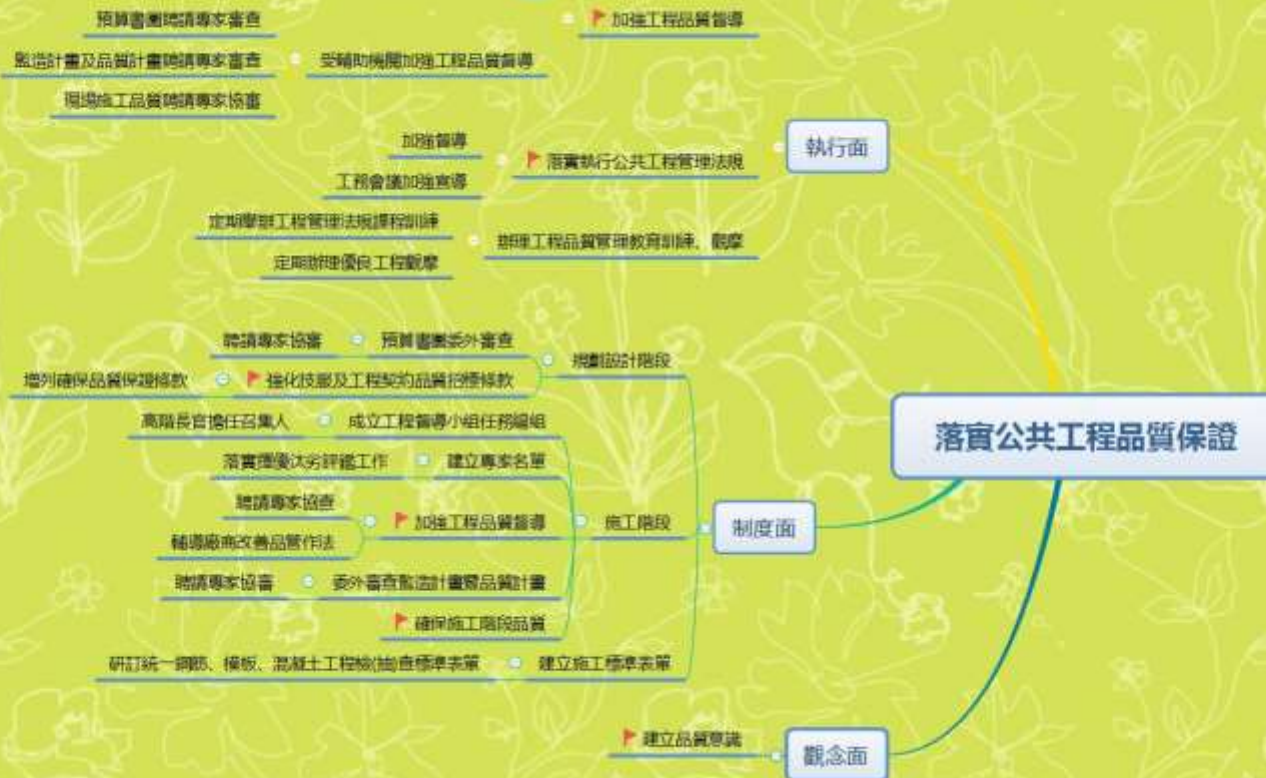 預算書圖聘請專家審查
加強工程品質督導
監造計畫及品質計畫聘請專家審查
受輔助機關加強工程品質督導
現場施工品質聘請專家協審
執行面
加強督導
落實執行公共工程管理法規
工務會議加強宣導
定期舉辦工程管理法規課程訓練
辦理工程品質管理教育訓練、觀摩
定期辦理優良工程觀摩
聘請專家協審
預算書圖委外審查
規劃設計階段
增列確保品質保證條款
強化技服及工程契約品質招標條款
落實公共工程品質保證
高階長官擔任召集人
成立工程督導小組任務編組
落實擇優汰劣評鑑工作
建立專家名單
聘請專家協查
加強工程品質督導
施工階段
制度面
輔導廠商改善品管作法
聘請專家協審
委外審查監造計畫暨品質計畫
確保施工階段品質
研訂統一鋼筋、模板、混凝土工程檢(抽)查標準表單
建立施工標準表單
建立品質意識
觀念面